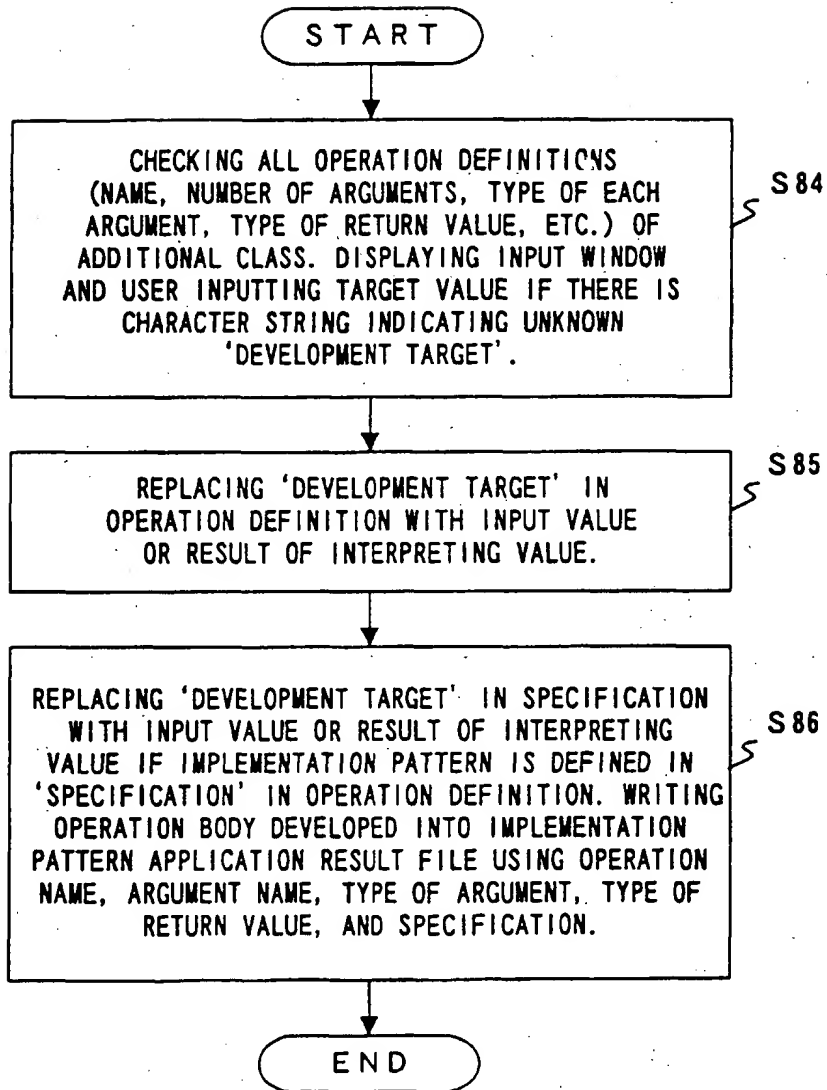 START
CHECKING ALL OPERATION DEFINITIONS
(NAME, NUMBER OF ARGUMENTS, TYPE OF EACH
ARGUMENT, TYPE OF RETURN VALUE, ETC.) OF
ADDITIONAL CLASS. DISPLAYING INPUT WINDOW
AND USER INPUTTING TARGET VALUE IF THERE IS
CHARACTER STRING INDICATING UNKNOWN
'DEVELOPMENT TARGET'.
S84
REPLACING 'DEVELOPMENT TARGET' IN
OPERATION DEFINITION WITH INPUT VALUE
OR RESULT OF INTERPRETING VALUE.
S85
REPLACING 'DEVELOPMENT TARGET' IN SPECIFICATION
WITH INPUT VALUE OR RESULT OF INTERPRETING
VALUE IF IMPLEMENTATION PATTERN IS DEFINED IN
'SPECIFICATION' IN OPERATION DEFINITION. WRITING
OPERATION BODY DEVELOPED INTO IMPLEMENTATION
PATTERN APPLICATION RESULT FILE USING OPERATION
NAME, ARGUMENT NAME, TYPE OF ARGUMENT, TYPE OF
RETURN VALUE, AND SPECIFICATION.
S86
END